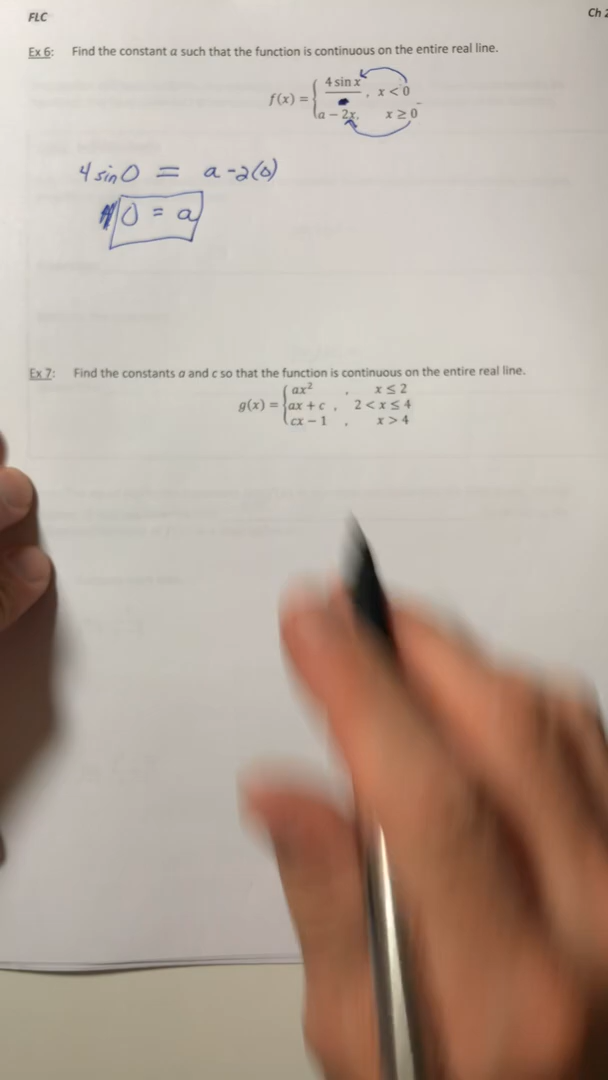 FLC
Ch 2
Ex 6: Find the constant a such that the function is continuous on the entire real line.
f(x) = { 4 sin x , x < 0
a − 2x, x ≥ 0
4 sin 0 = a -2(0)
0 = a
Ex 7: Find the constants a and c so that the function is continuous on the entire real line.
g(x) = { ax² , x ≤ 2
ax + c , 2 < x ≤ 4
cx − 1 , x > 4